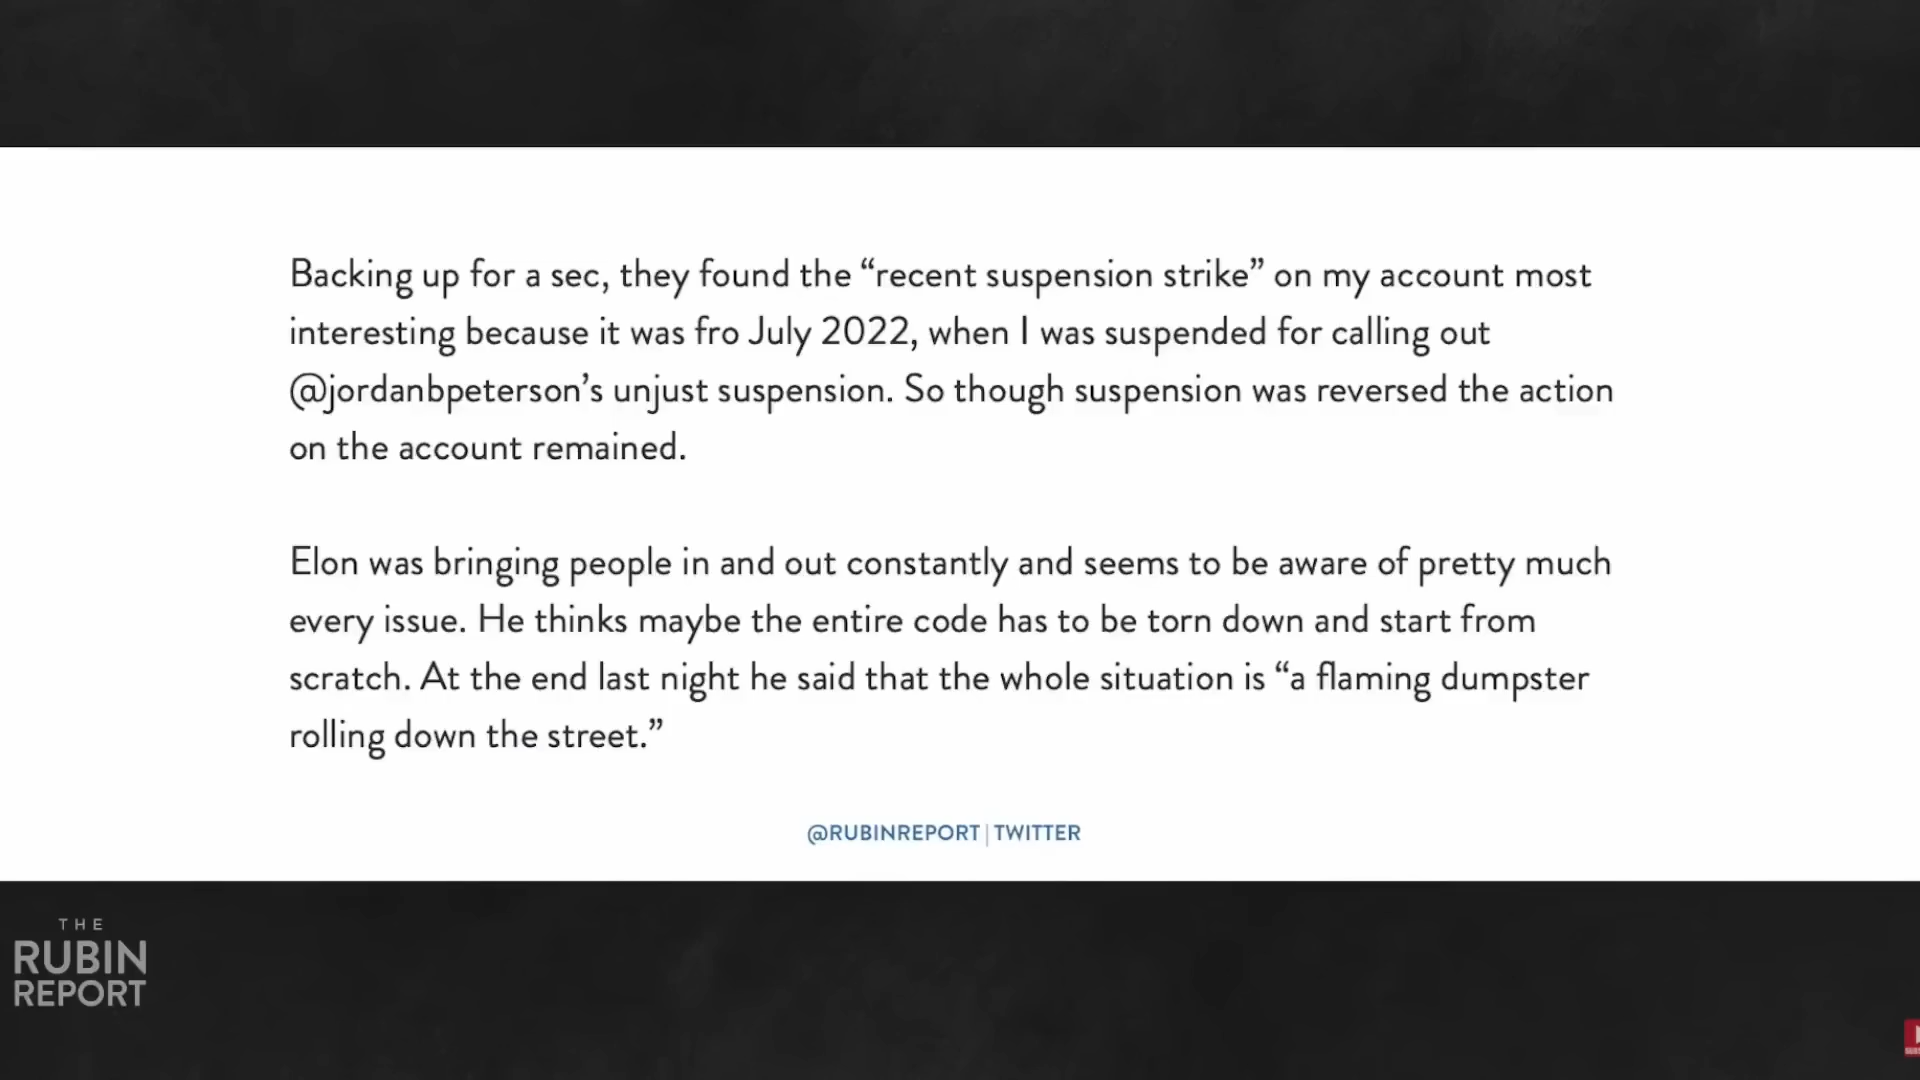 Backing up for a sec, they found the “recent suspension strike” on my account most
interesting because it was fro July 2022, when I was suspended for calling out
@jordanbpeterson’s unjust suspension. So though suspension was reversed the action
on the account remained.
Elon was bringing people in and out constantly and seems to be aware of pretty much
every issue. He thinks maybe the entire code has to be torn down and start from
scratch. At the end last night he said that the whole situation is “a flaming dumpster
rolling down the street.”
@RUBINREPORT | TWITTER
THE
RUBIN
REPORT